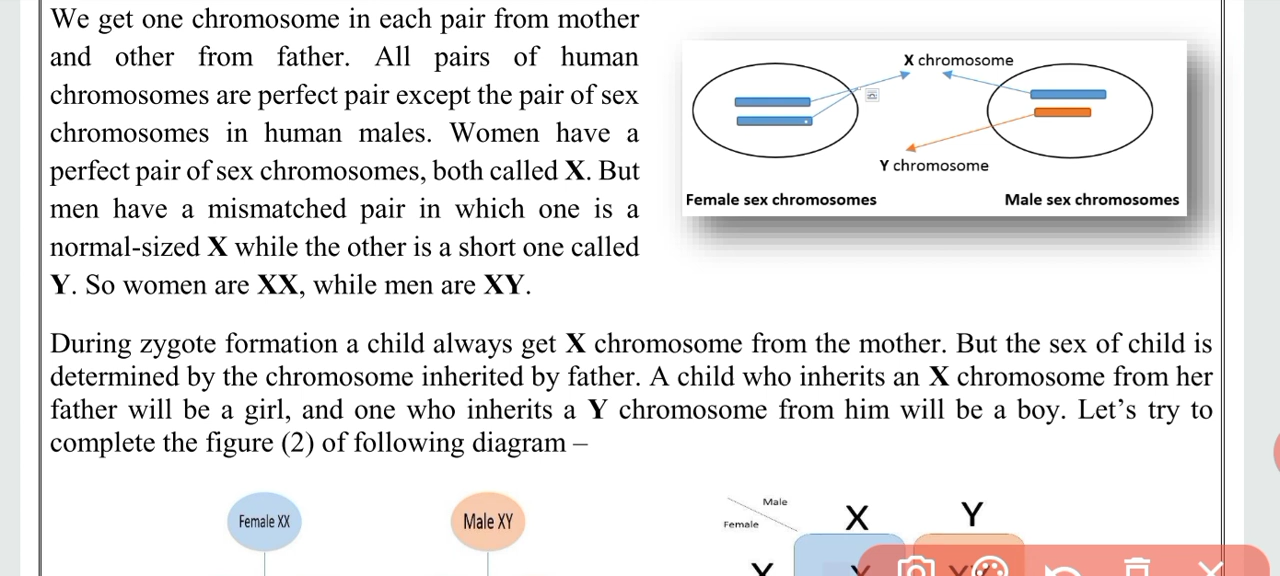 We get one chromosome in each pair from mother
and other from father. All pairs of human
chromosomes are perfect pair except the pair of sex
chromosomes in human males. Women have a
perfect pair of sex chromosomes, both called X. But
men have a mismatched pair in which one is a
normal-sized X while the other is a short one called
Y. So women are XX, while men are XY.
X chromosome
Y chromosome
Female sex chromosomes
Male sex chromosomes
During zygote formation a child always get X chromosome from the mother. But the sex of child is
determined by the chromosome inherited by father. A child who inherits an X chromosome from her
father will be a girl, and one who inherits a Y chromosome from him will be a boy. Let’s try to
complete the figure (2) of following diagram –
Female XX
Male XY
Male
Female
X
Y